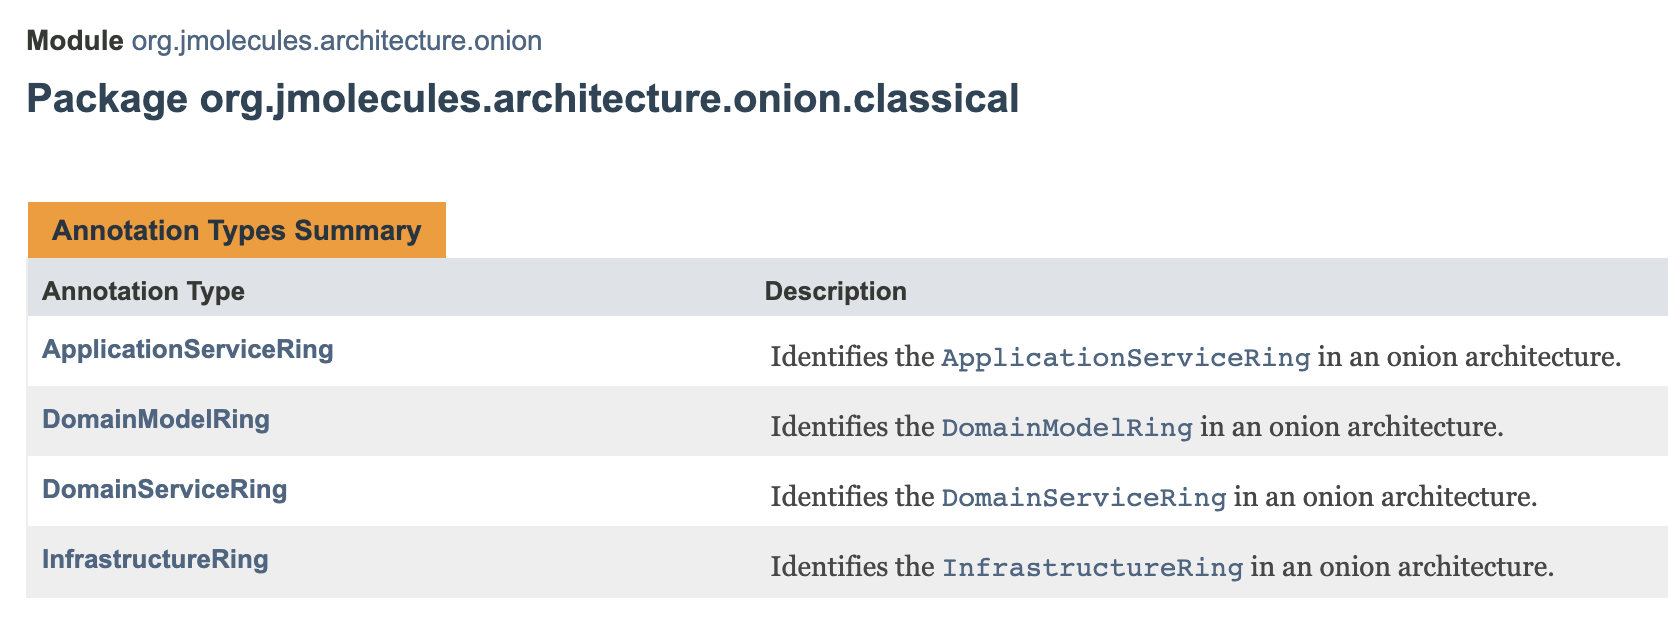 Module org.jmolecules.architecture.onion
Package org.jmolecules.architecture.onion.classical
Annotation Types Summary
Annotation Type Description
ApplicationServiceRing Identifies the ApplicationServiceRing in an onion architecture.
DomainModelRing Identifies the DomainModelRing in an onion architecture.
DomainServiceRing Identifies the DomainServiceRing in an onion architecture.
InfrastructureRing Identifies the InfrastructureRing in an onion architecture.